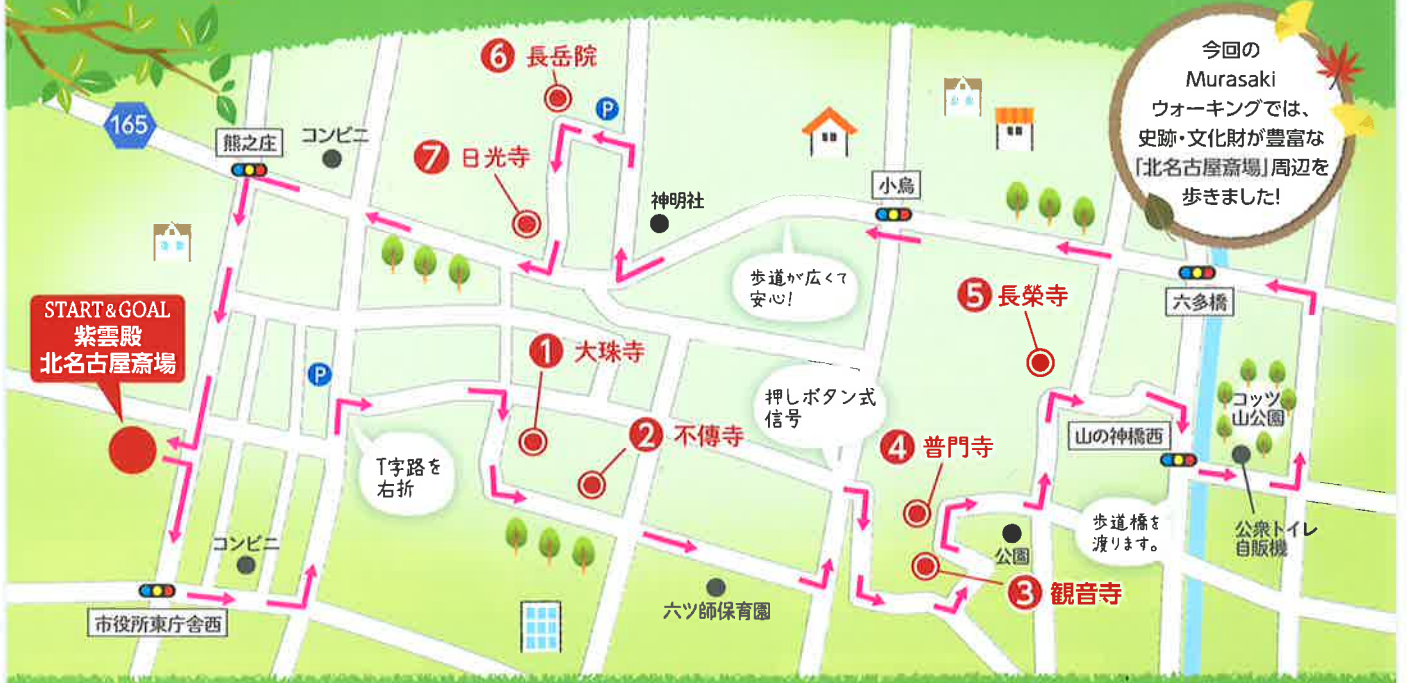 今回の
Murasaki
ウォーキングでは、
史跡・文化財が豊富な
「北名古屋斎場」周辺を
歩きました!
6 長岳院
P
165
熊之庄
コンビニ
7 日光寺
神明社
小烏
歩道が広くて
安心!
5 長榮寺
六多橋
START&GOAL
紫雲殿
北名古屋斎場
P
1 大珠寺
押しボタン式
信号
コッツ
山公園
2 不傳寺
4 普門寺
山の神橋西
T字路を
右折
コンビニ
公園
歩道橋を
渡ります。
公衆トイレ
自販機
3 観音寺
六ツ師保育園
市役所東庁舎西